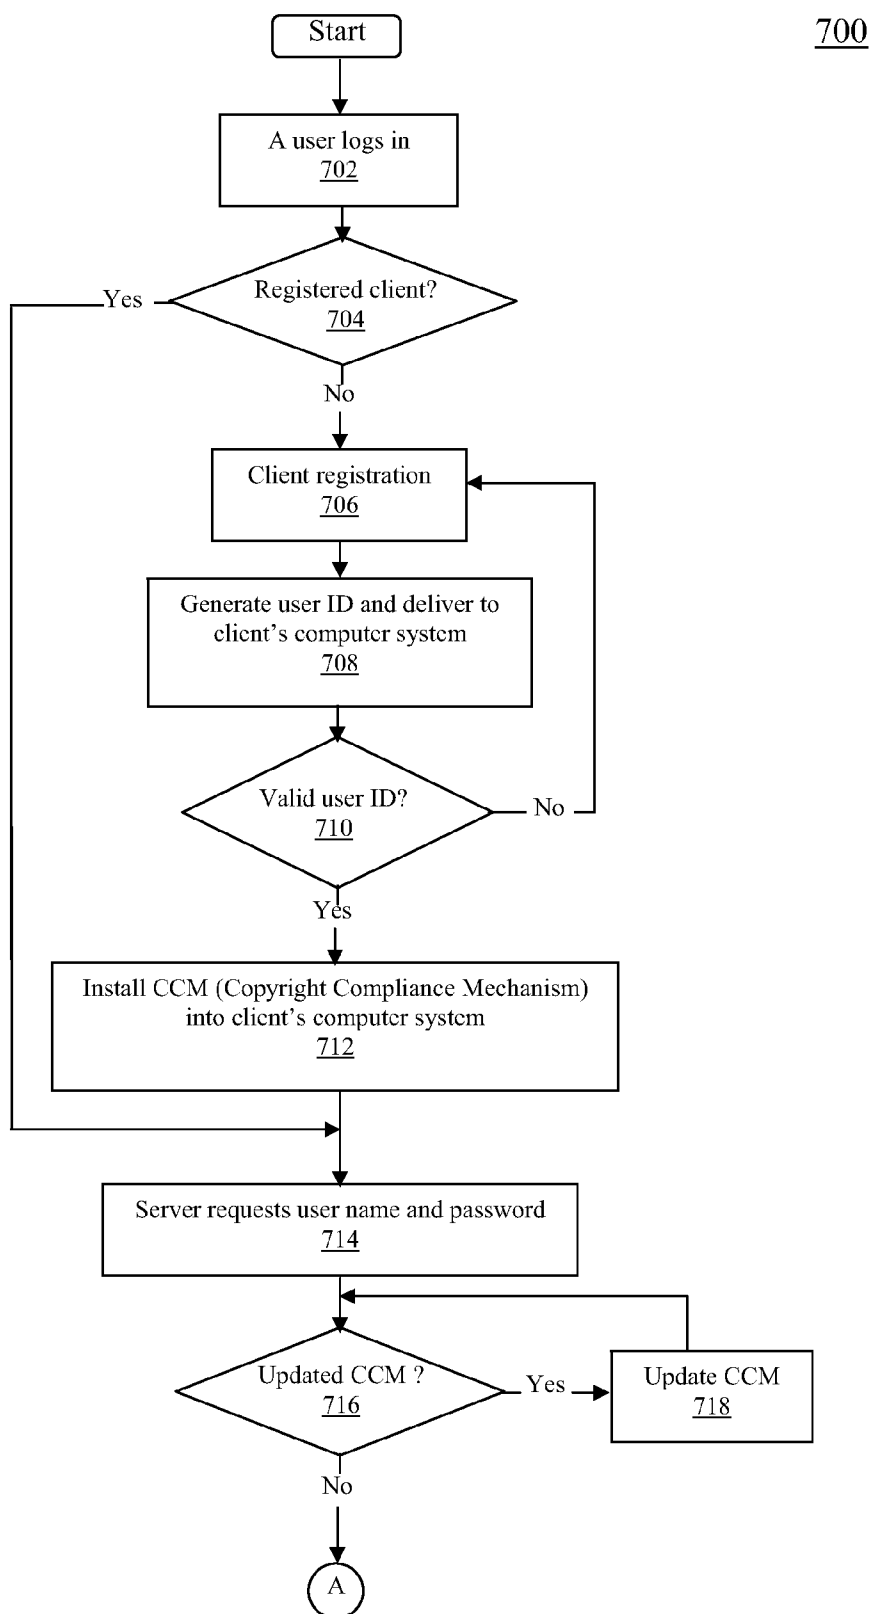 Start
700
A user logs in
702
Registered client?
704
Yes
No
Client registration
706
Generate user ID and deliver to
client's computer system
708
Valid user ID?
710
No
Yes
Install CCM (Copyright Compliance Mechanism)
into client's computer system
712
Server requests user name and password
714
Updated CCM ?
716
Yes
Update CCM
718
No
A